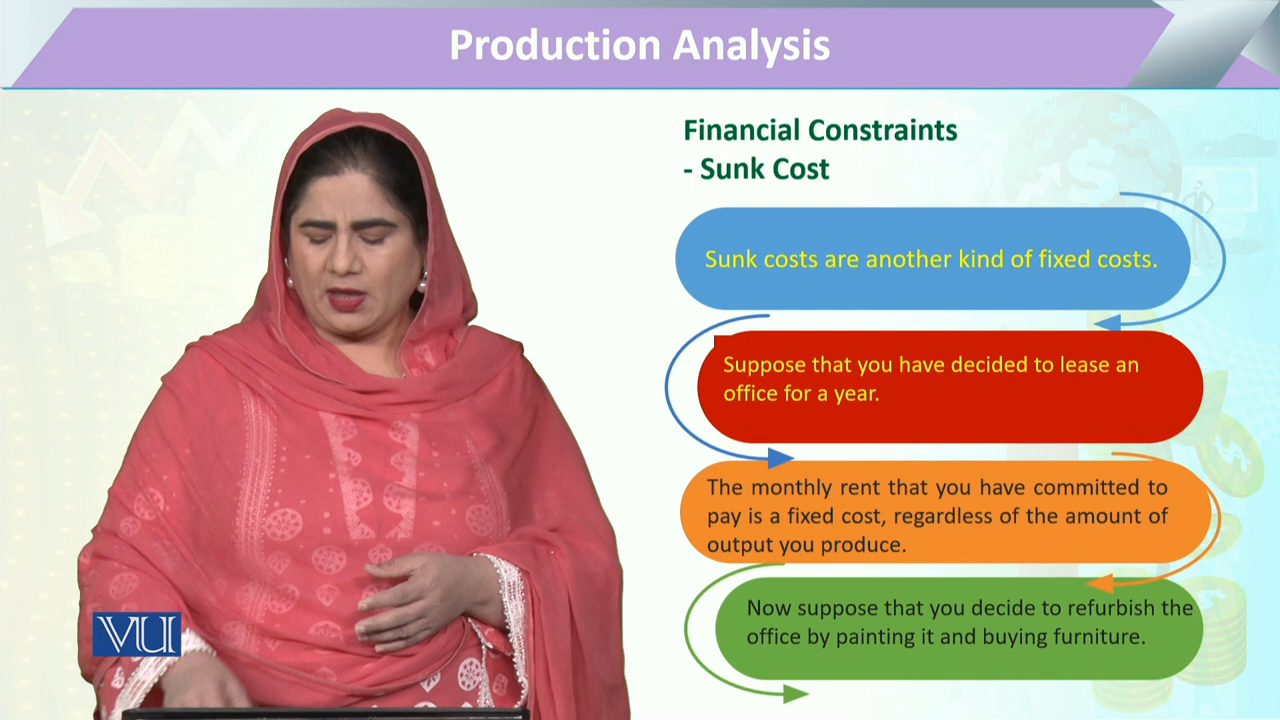 Production Analysis
Financial Constraints
- Sunk Cost
Sunk costs are another kind of fixed costs.
Suppose that you have decided to lease an
office for a year.
The monthly rent that you have committed to
pay is a fixed cost, regardless of the amount of
output you produce.
Now suppose that you decide to refurbish the
office by painting it and buying furniture.
VU